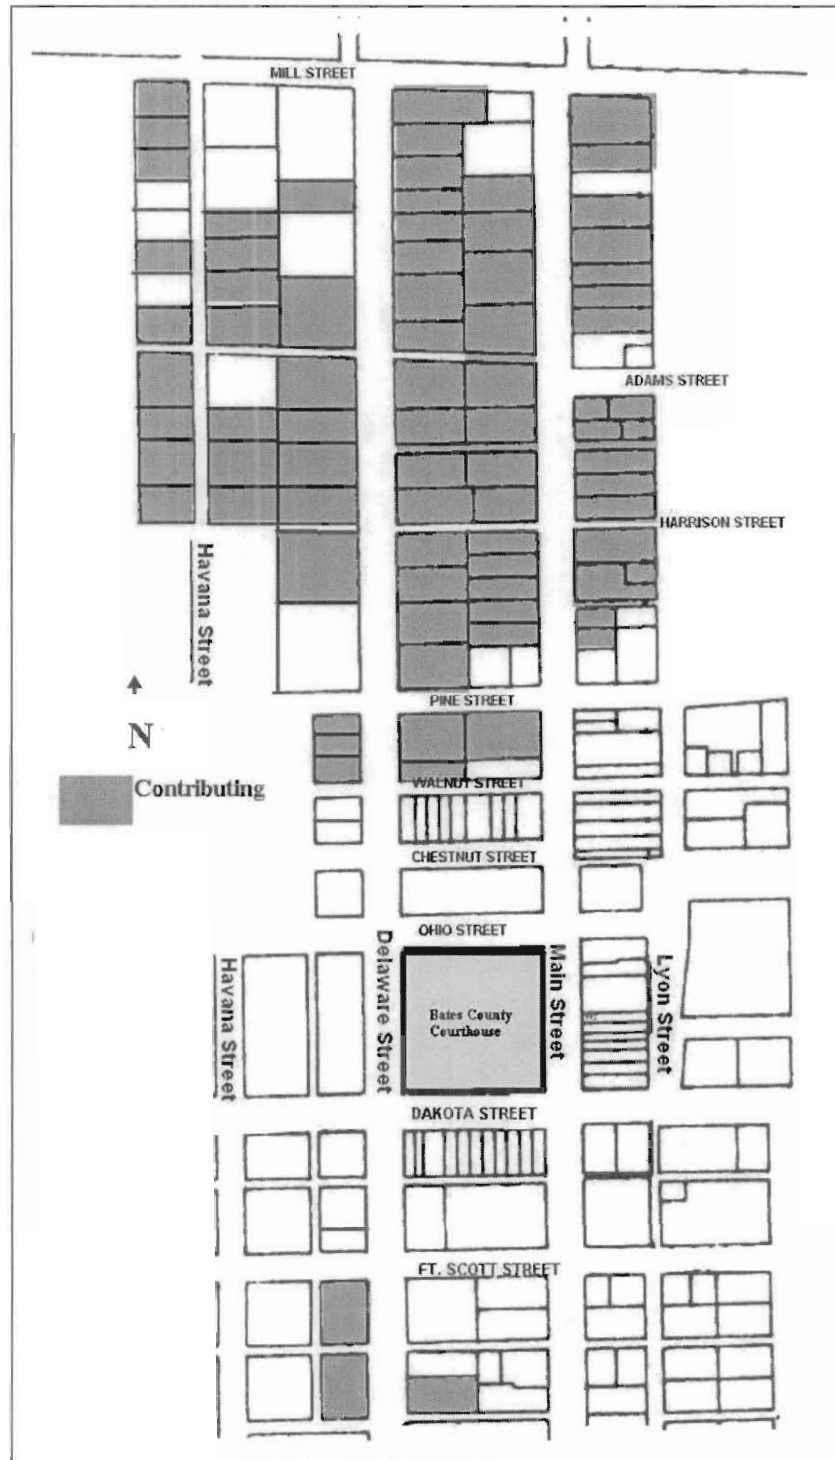 MILL STREET
ADAMS STREET
HARRISON STREET
Havana Street
PINE STREET
N
Contributing
WALNUT STREET
CHESTNUT STREET
OHIO STREET
Havana Street
Delaware Street
Bates County
Courthouse
Main Street
Lyon Street
DAKOTA STREET
FT. SCOTT STREET